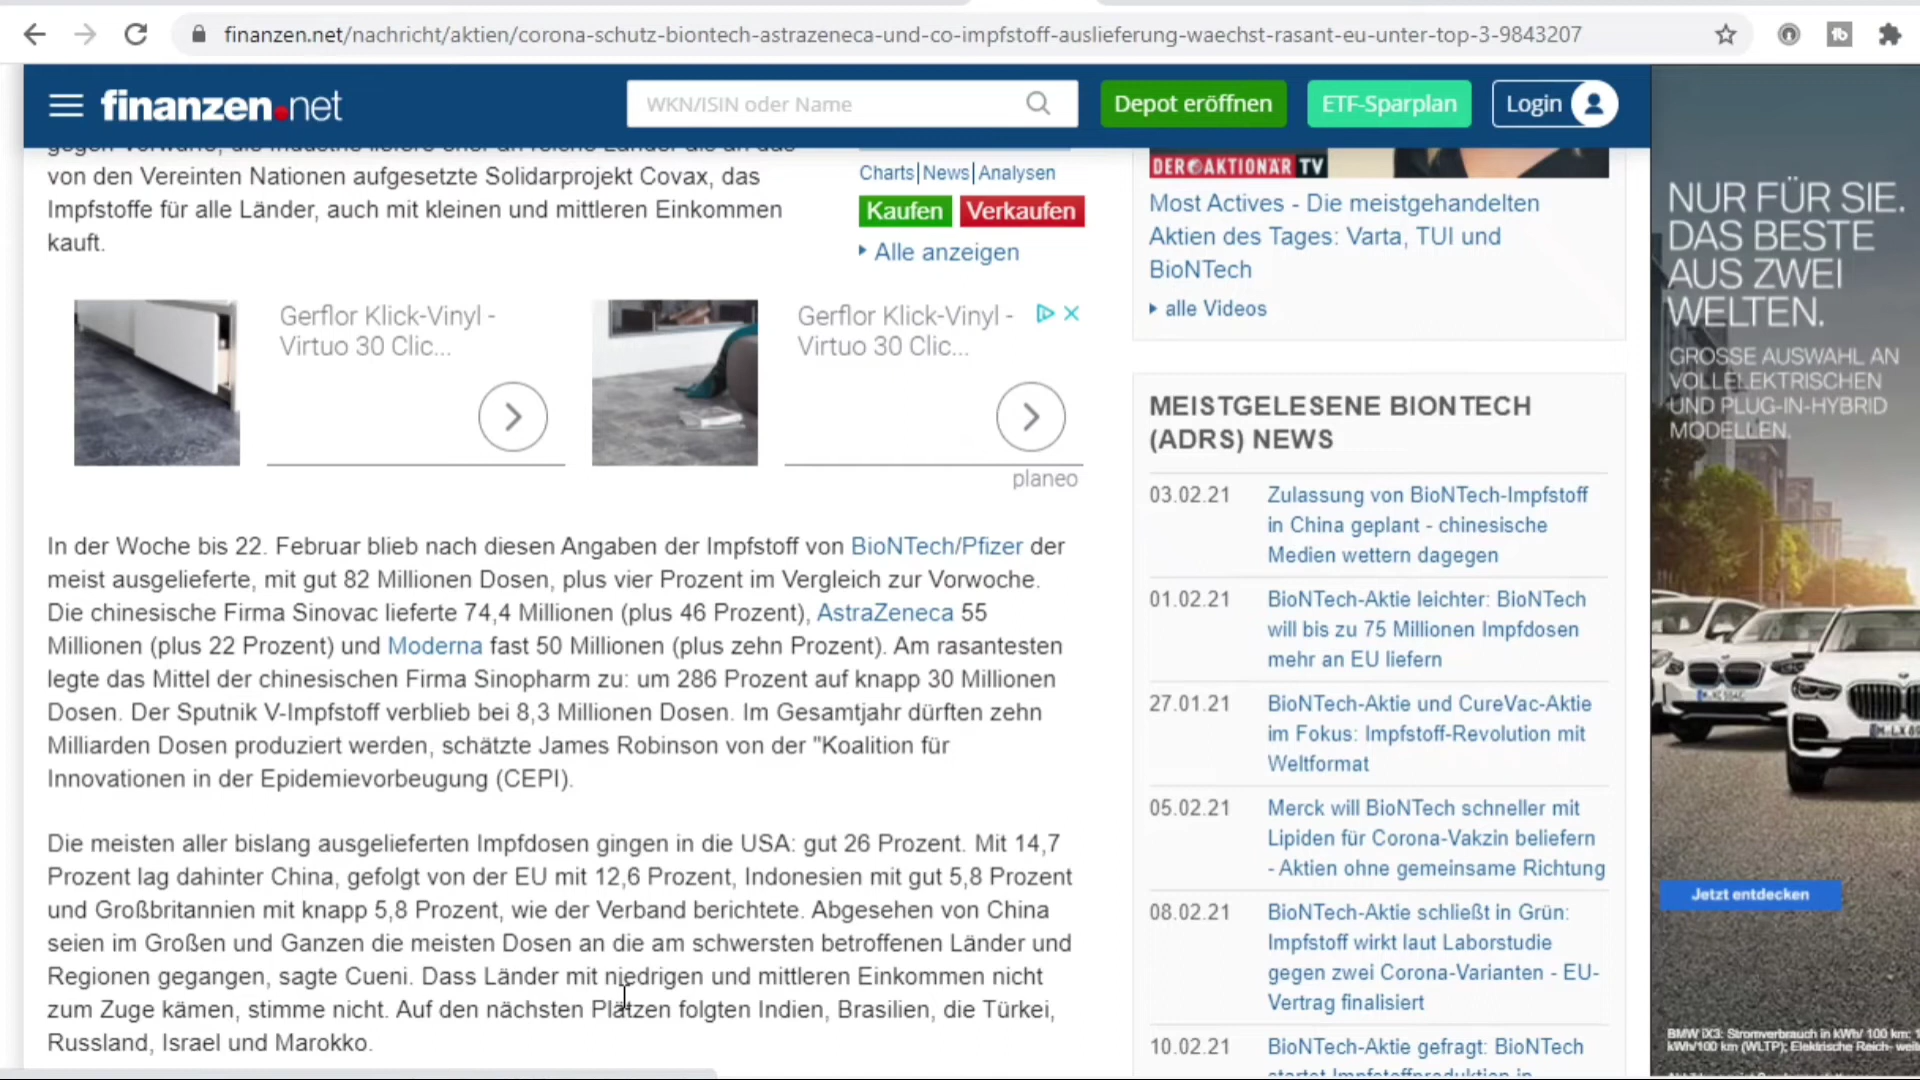 finanzen.net/nachricht/aktien/corona-schutz-biontech-astrazeneca-und-co-impfstoff-auslieferung-waechst-rasant-eu-unter-top-3-9843207
finanzen.net
WKN/ISIN oder Name
Depot eröffnen
ETF-Sparplan
Login
von den Vereinten Nationen aufgesetzte Solidarprojekt Covax, das
Impfstoffe für alle Länder, auch mit kleinen und mittleren Einkommen
kauft.
Charts|News|Analysen
Kaufen Verkaufen
Alle anzeigen
Gerflor Klick-Vinyl -
Virtuo 30 Clic...
Gerflor Klick-Vinyl -
Virtuo 30 Clic...
planeo
In der Woche bis 22. Februar blieb nach diesen Angaben der Impfstoff von BioNTech/Pfizer der
meist ausgelieferte, mit gut 82 Millionen Dosen, plus vier Prozent im Vergleich zur Vorwoche.
Die chinesische Firma Sinovac lieferte 74,4 Millionen (plus 46 Prozent), AstraZeneca 55
Millionen (plus 22 Prozent) und Moderna fast 50 Millionen (plus zehn Prozent). Am rasantesten
legte das Mittel der chinesischen Firma Sinopharm zu: um 286 Prozent auf knapp 30 Millionen
Dosen. Der Sputnik V-Impfstoff verblieb bei 8,3 Millionen Dosen. Im Gesamtjahr dürften zehn
Milliarden Dosen produziert werden, schätzte James Robinson von der "Koalition für
Innovationen in der Epidemievorbeugung (CEPI).
Die meisten aller bislang ausgelieferten Impfdosen gingen in die USA: gut 26 Prozent. Mit 14,7
Prozent lag dahinter China, gefolgt von der EU mit 12,6 Prozent, Indonesien mit gut 5,8 Prozent
und Großbritannien mit knapp 5,8 Prozent, wie der Verband berichtete. Abgesehen von China
seien im Großen und Ganzen die meisten Dosen an die am schwersten betroffenen Länder und
Regionen gegangen, sagte Cueni. Dass Länder mit niedrigen und mittleren Einkommen nicht
zum Zuge kämen, stimme nicht. Auf den nächsten Plätzen folgten Indien, Brasilien, die Türkei,
Russland, Israel und Marokko.
DER AKTIONÄR TV
Most Actives - Die meistgehandelten
Aktien des Tages: Varta, TUI und
BioNTech
alle Videos
MEISTGELESENE BIONTECH
(ADRS) NEWS
03.02.21 Zulassung von BioNTech-Impfstoff
in China geplant - chinesische
Medien wettern dagegen
01.02.21 BioNTech-Aktie leichter: BioNTech
will bis zu 75 Millionen Impfdosen
mehr an EU liefern
27.01.21 BioNTech-Aktie und CureVac-Aktie
im Fokus: Impfstoff-Revolution mit
Weltformat
05.02.21 Merck will BioNTech schneller mit
Lipiden für Corona-Vakzin beliefern
- Aktien ohne gemeinsame Richtung
08.02.21 BioNTech-Aktie schließt in Grün:
Impfstoff wirkt laut Laborstudie
gegen zwei Corona-Varianten - EU-
Vertrag finalisiert
10.02.21 BioNTech-Aktie gefragt: BioNTech
startet Impfstoffproduktion in
NUR FÜR SIE.
DAS BESTE
AUS ZWEI
WELTEN.
GROSSE AUSWAHL AN
VOLLELEKTRISCHEN
UND PLUG-IN-HYBRID
MODELLEN.
Jetzt entdecken
BMW iX3: Stromverbrauch in kWh/ 100 km:
kWh/100 km (WLTP); Elektrische Reich-